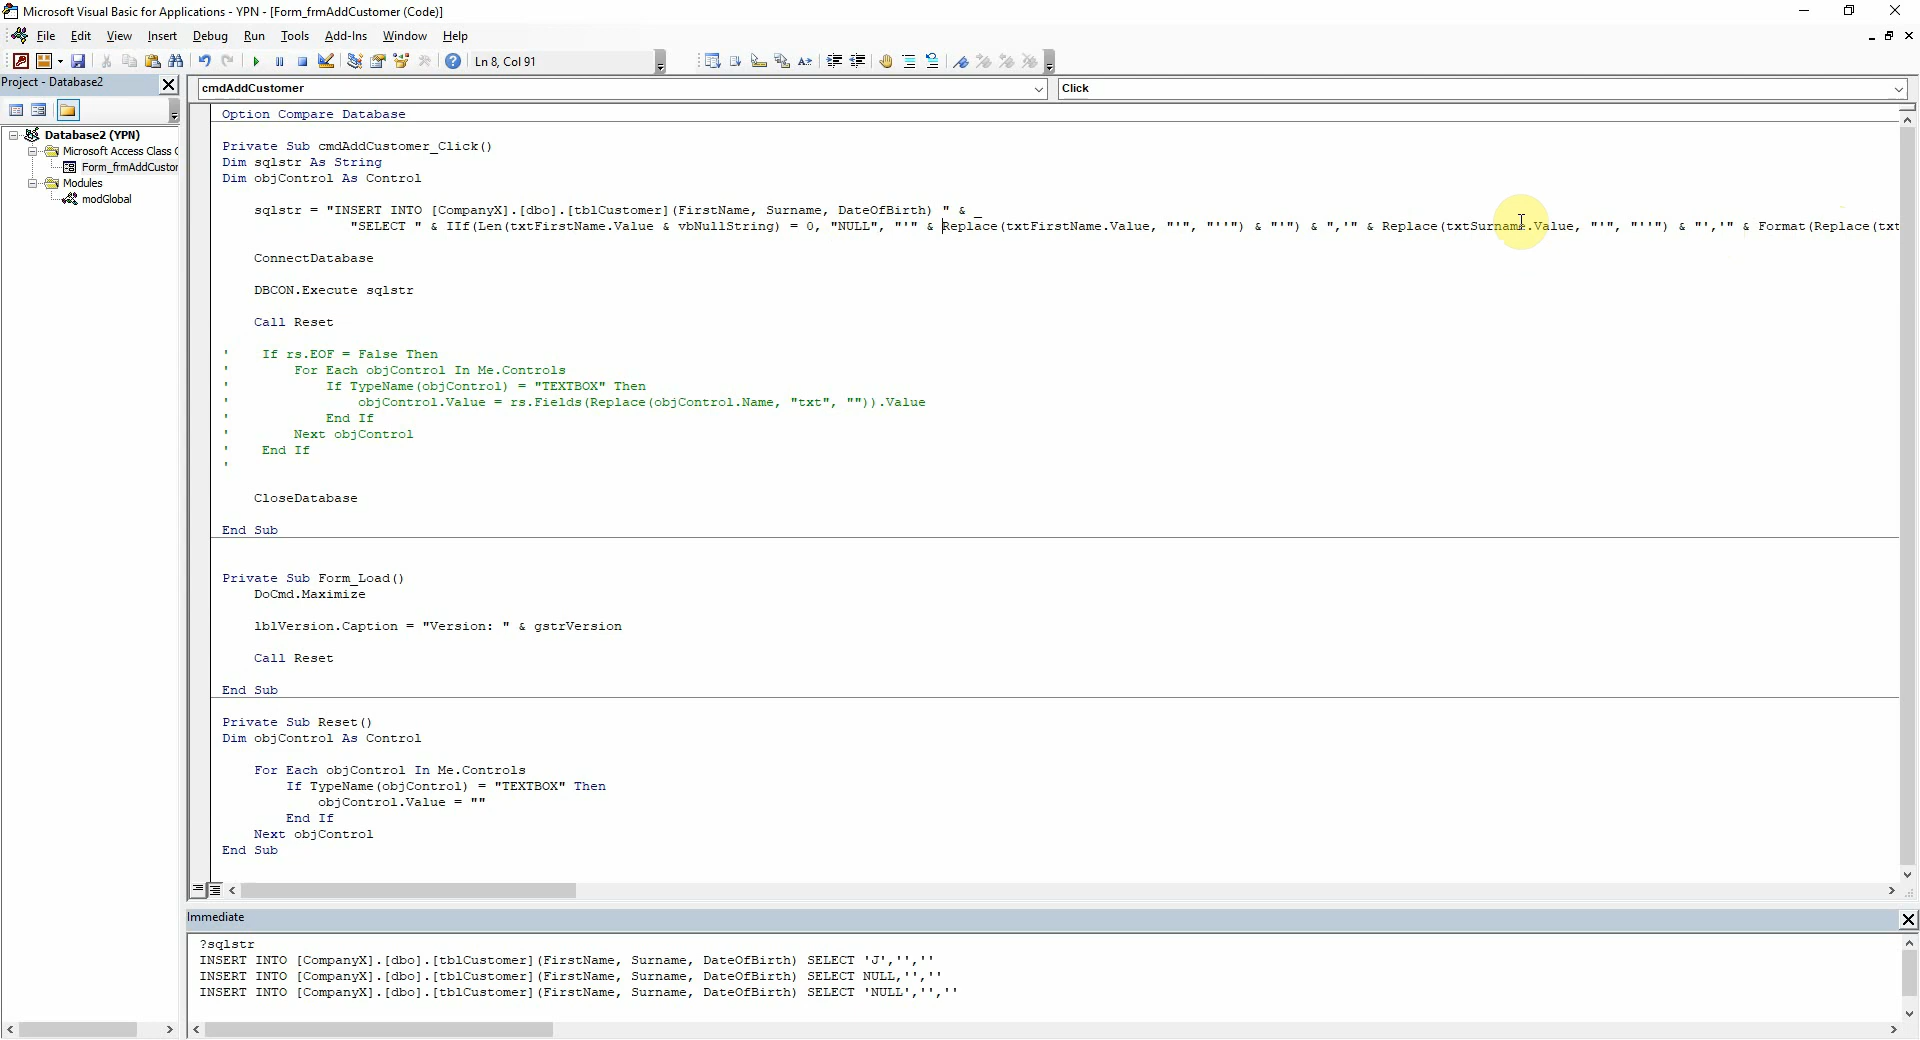 Microsoft Visual Basic for Applications - YPN - [Form_frmAddCustomer (Code)]
File Edit View Insert Debug Run Tools Add-Ins Window Help
Ln 8, Col 91
Project - Database2
cmdAddCustomer
Click
Database2 (YPN)
Microsoft Access Class
Form_frmAddCustor
Modules
modGlobal
Option Compare Database
Private Sub cmdAddCustomer_Click()
Dim sqlstr As String
Dim objControl As Control
sqlstr = "INSERT INTO [CompanyX].[dbo].[tblCustomer](FirstName, Surname, DateOfBirth) " & _
"SELECT " & IIf(Len(txtFirstName.Value & vbNullString) = 0, "NULL", "'" & Replace(txtFirstName.Value, "'", "''") & "'") & ",'" & Replace(txtSurname.Value, "'", "''") & "','" & Format(Replace(txt
ConnectDatabase
DBCON.Execute sqlstr
Call Reset
' If rs.EOF = False Then
' For Each objControl In Me.Controls
' If TypeName(objControl) = "TEXTBOX" Then
' objControl.Value = rs.Fields(Replace(objControl.Name, "txt", "")).Value
' End If
' Next objControl
' End If
'
CloseDatabase
End Sub
Private Sub Form_Load()
DoCmd.Maximize
lblVersion.Caption = "Version: " & gstrVersion
Call Reset
End Sub
Private Sub Reset()
Dim objControl As Control
For Each objControl In Me.Controls
If TypeName(objControl) = "TEXTBOX" Then
objControl.Value = ""
End If
Next objControl
End Sub
Immediate
?sqlstr
INSERT INTO [CompanyX].[dbo].[tblCustomer](FirstName, Surname, DateOfBirth) SELECT 'J','',''
INSERT INTO [CompanyX].[dbo].[tblCustomer](FirstName, Surname, DateOfBirth) SELECT NULL,'',''
INSERT INTO [CompanyX].[dbo].[tblCustomer](FirstName, Surname, DateOfBirth) SELECT 'NULL','',''